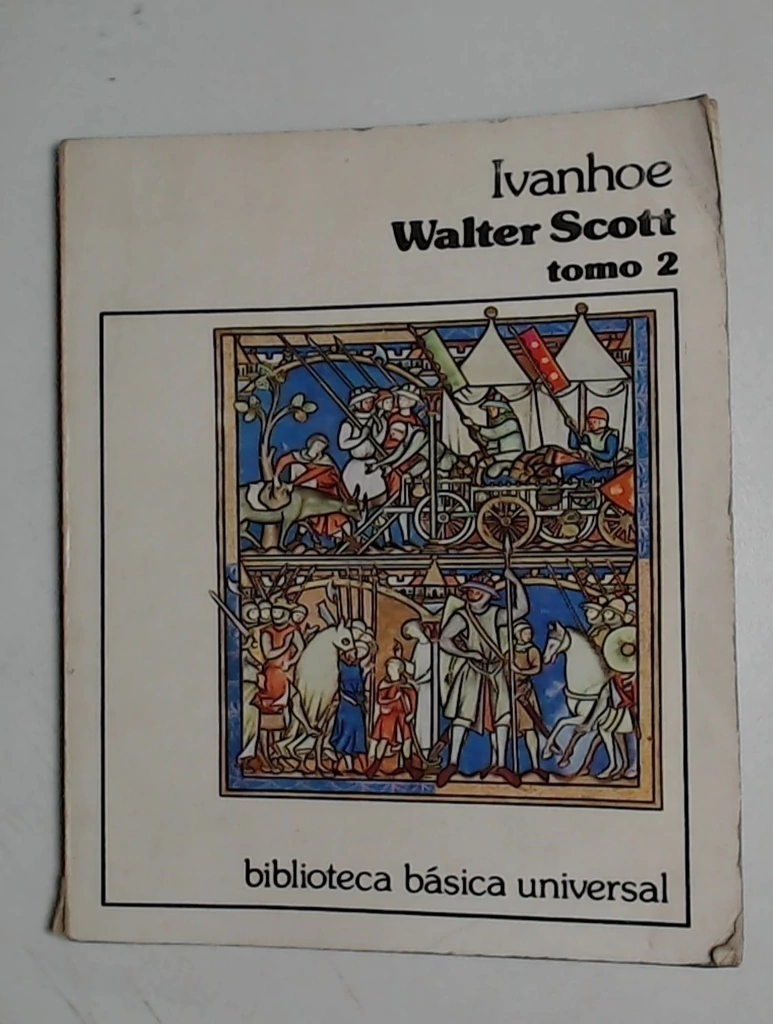 Ivanhoe
Walter Scott
tomo 2
biblioteca básica universal